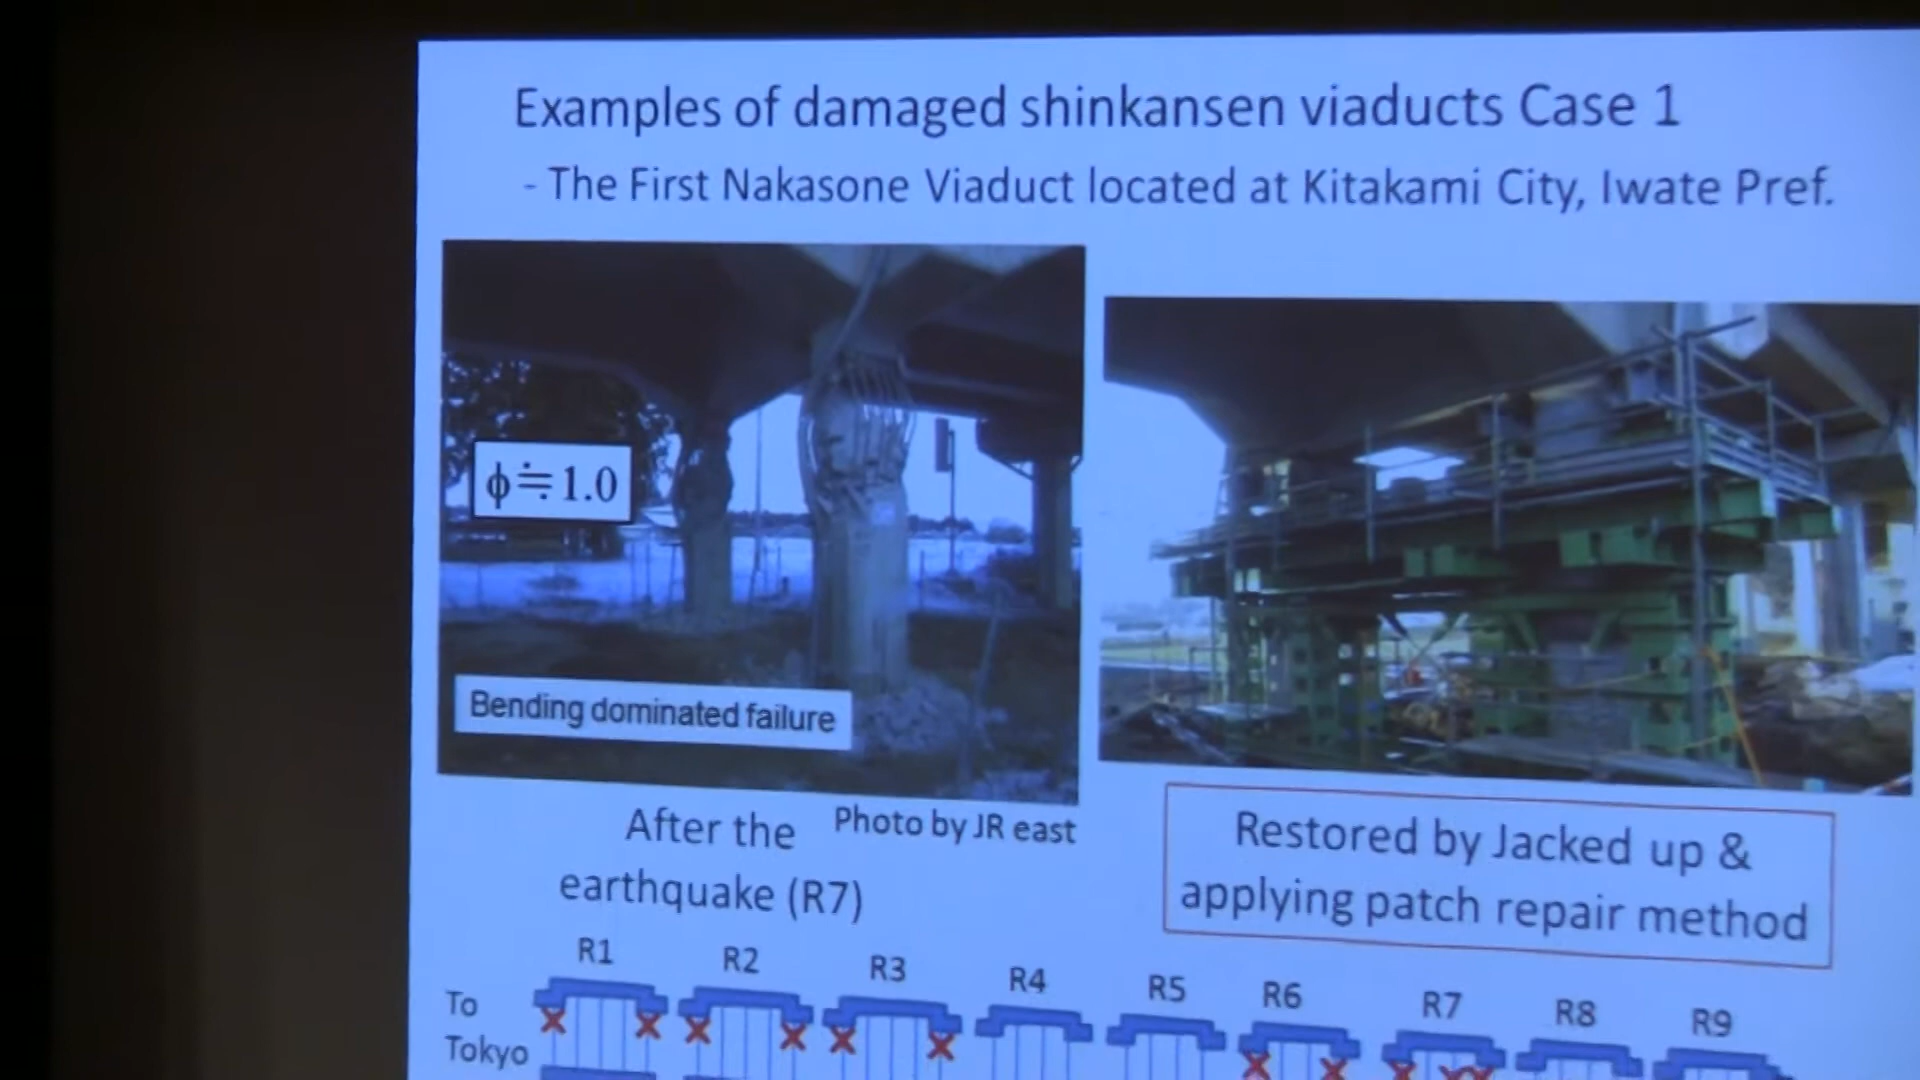 Examples of damaged shinkansen viaducts Case 1
- The First Nakasone Viaduct located at Kitakami City, Iwate Pref.
ϕ≒1.0
Bending dominated failure
After the
earthquake (R7)
Photo by JR east
Restored by Jacked up &
applying patch repair method
R1 R2 R3 R4 R5 R6 R7 R8 R9
To
Tokyo